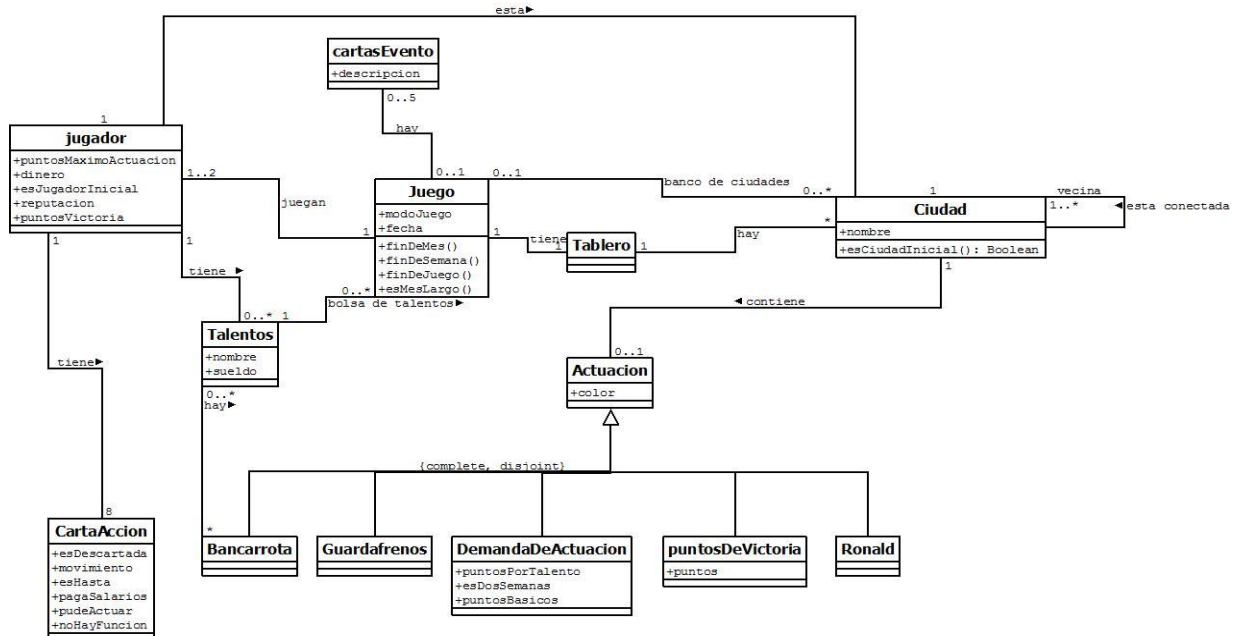 esta►
cartasEvento
+descripcion
0..5
hay
0..1
1
jugador
+puntosMaximoActuacion
+dinero
+esJugadorInicial
+reputacion
+puntosVictoria
1..2
juegan
1
1
1
Juego
+modoJuego
+fecha
+finDeMes()
+finDeSemana()
+finDeJuego()
+esMesLargo()
0..1
banco de ciudades
0..*
1
tiene
1
Tablero
1
hay
*
1
Ciudad
+nombre
+esCiudadInicial(): Boolean
vecina
1..*
◄ esta conectada
1
tiene ►
0..*
1
0..*
bolsa de talentos►
Talentos
+nombre
+sueldo
0..*
hay►
*
◄ contiene
0..1
Actuacion
+color
{complete, disjoint}
tiene►
8
CartaAccion
+esDescartada
+movimiento
+esHasta
+pagaSalarios
+pudeActuar
+noHayFuncion
Bancarrota
Guardafrenos
DemandaDeActuacion
+puntosPorTalento
+esDosSemanas
+puntosBasicos
puntosDeVictoria
+puntos
Ronald